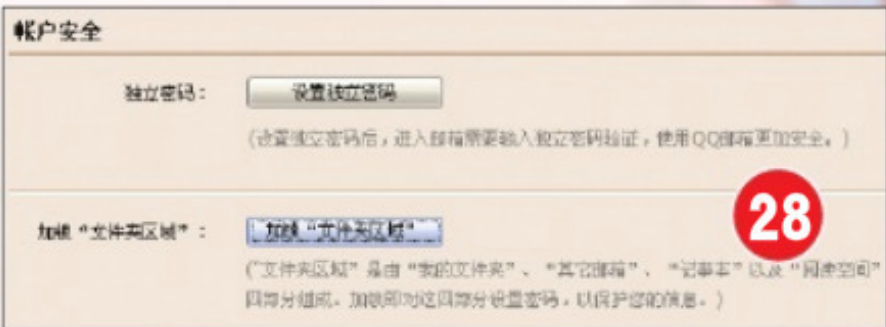 帐户安全
独立密码： 设置独立密码
（设置独立密码后，进入邮箱需要输入独立密码验证，使用QQ邮箱更加安全。）
加锁“文件夹区域”： 加锁“文件夹区域”
28
（“文件夹区域”是由“我的文件夹”、“其它邮箱”、“记事本”以及“阅读空间”
四部分组成。加锁即对这四部分设置密码，以保护您的信息。）